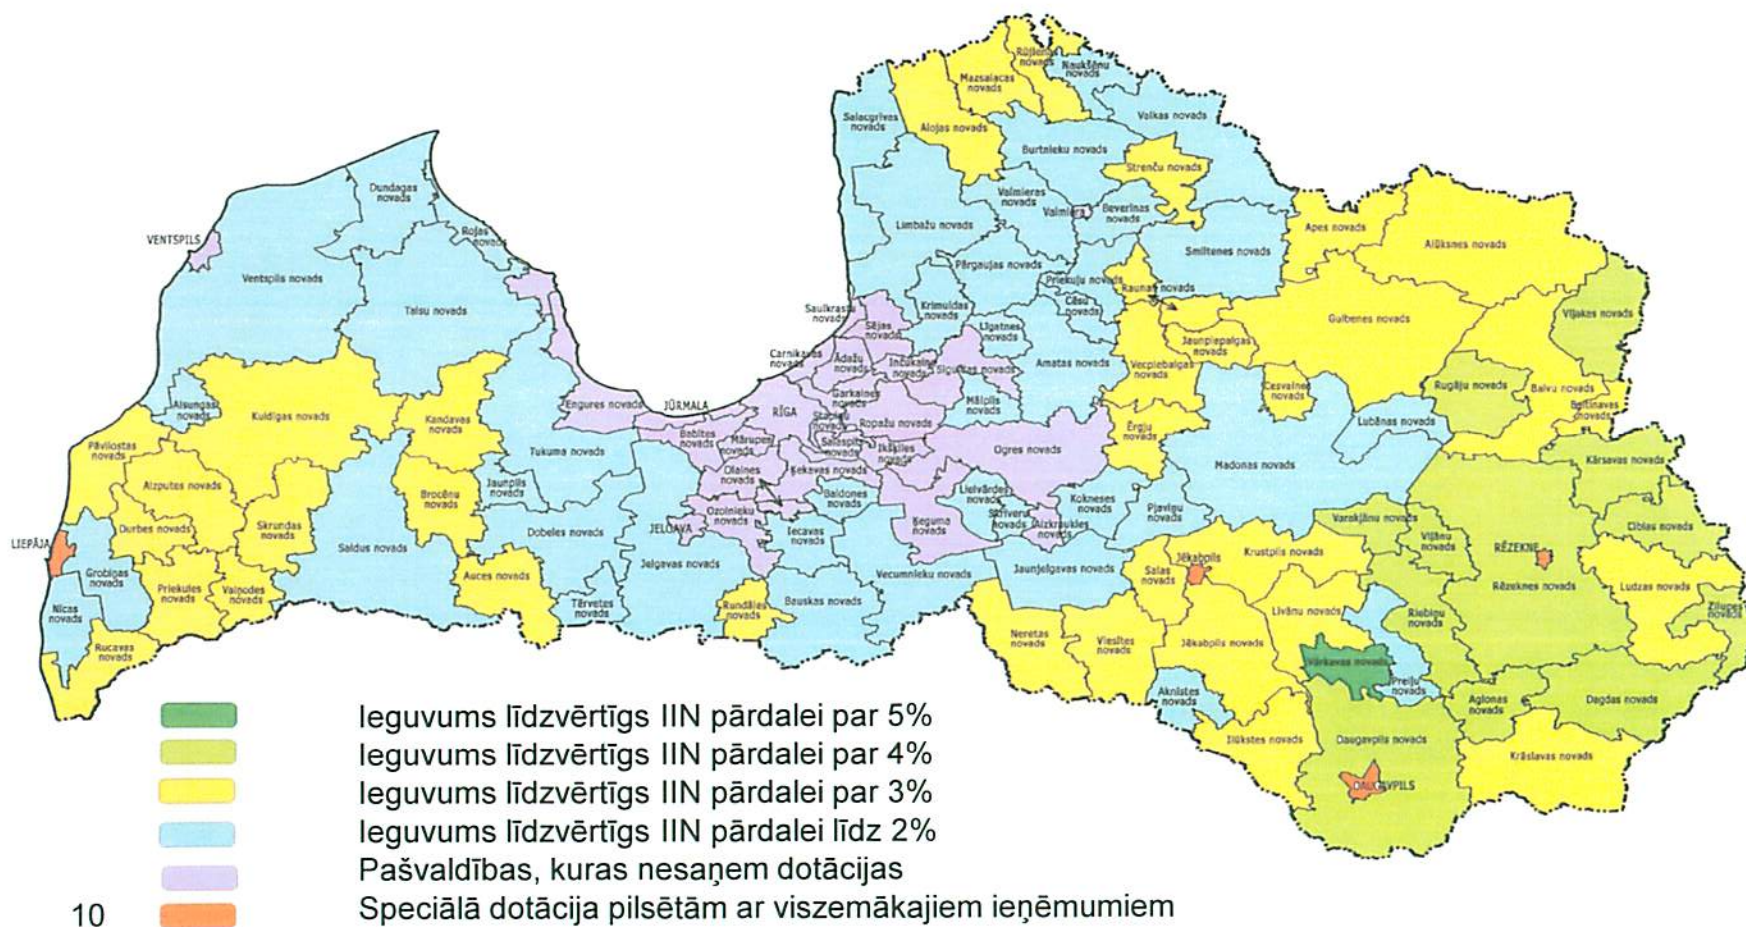 Rūjienas
novads
Mazsalacas
novads
Naukšēnu
novads
Salacgrīvas
novads
Alojas novads
Valkas novads
Burtnieku novads
Strenču novads
Dundagas
novads
Valmieras
novads
Valmiera
Beverīnas
novads
Limbažu novads
Rojas
novads
VENTSPILS
Apes novads
Alūksnes novads
Smiltenes novads
Ventspils novads
Pārgaujas novads
Priekuļu novads
Raunas novads
Talsu novads
Saulkrastu
novads
Krimuldas
novads
Cēsu
novads
Sējas
novads
Līgatnes
novads
Gulbenes novads
Viļakas novads
Jaunpiepalgas
novads
Carnikavas
novads
Ādažu
novads
Inčukalna
novads
Siguldas novads
Amatas novads
Vecpiebalgas
novads
Cesvaines
novads
Rugāju
novads
Balvu novads
Baltinavas
novads
Alsungas
novads
Kuldīgas novads
Kandavas
novads
Engures novads
JŪRMALA
RĪGA
Garkalnes
novads
Mālpils
novads
Stopiņu
novads
Ropažu novads
Ērgļu
novads
Lubānas novads
Pāvilostas
novads
Babītes
novads
Mārupes
novads
Salaspils
novads
Ikšķiles
novads
Ogres novads
Madonas novads
Kārsavas novads
Tukuma novads
Aizputes novads
Jaunpils
novads
Brocēnu
novads
Olaines
novads
Ķekavas novads
Baldones
novads
Lielvārdes
novads
Kokneses
novads
Pļaviņu
novads
Durbes novads
Skrundas
novads
Ozolnieku
novads
JELGAVA
Ķeguma
novads
Skrīveru
novads
Aizkraukles
novads
Varakļānu novads
Ciblas novads
LIEPĀJA
Saldus novads
Dobeles novads
Iecavas
novads
Viļānu
novads
RĒZEKNE
Krustpils novads
Jēkabpils
Salas
novads
Grobiņas
novads
Priekules
novads
Vaiņodes
novads
Auces novads
Jelgavas novads
Vecumnieku novads
Jaunjelgavas novads
Rēzeknes novads
Ludzas novads
Nīcas
novads
Tērvetes
novads
Rundāles
novads
Bauskas novads
Līvānu novads
Riebiņu
novads
Zilupes
novads
Rucavas
novads
Neretas
novads
Viesītes
novads
Jēkabpils novads
Vārkavas novads
Preiļu
novads
Aknīstes
novads
Aglonas
novads
Dagdas novads
Ilūkstes novads
Daugavpils novads
Krāslavas novads
DAUGAVPILS
Ieguvums līdzvērtīgs IIN pārdalei par 5%
Ieguvums līdzvērtīgs IIN pārdalei par 4%
Ieguvums līdzvērtīgs IIN pārdalei par 3%
Ieguvums līdzvērtīgs IIN pārdalei līdz 2%
Pašvaldības, kuras nesaņem dotācijas
10 Speciālā dotācija pilsētām ar viszemākajiem ieņēmumiem